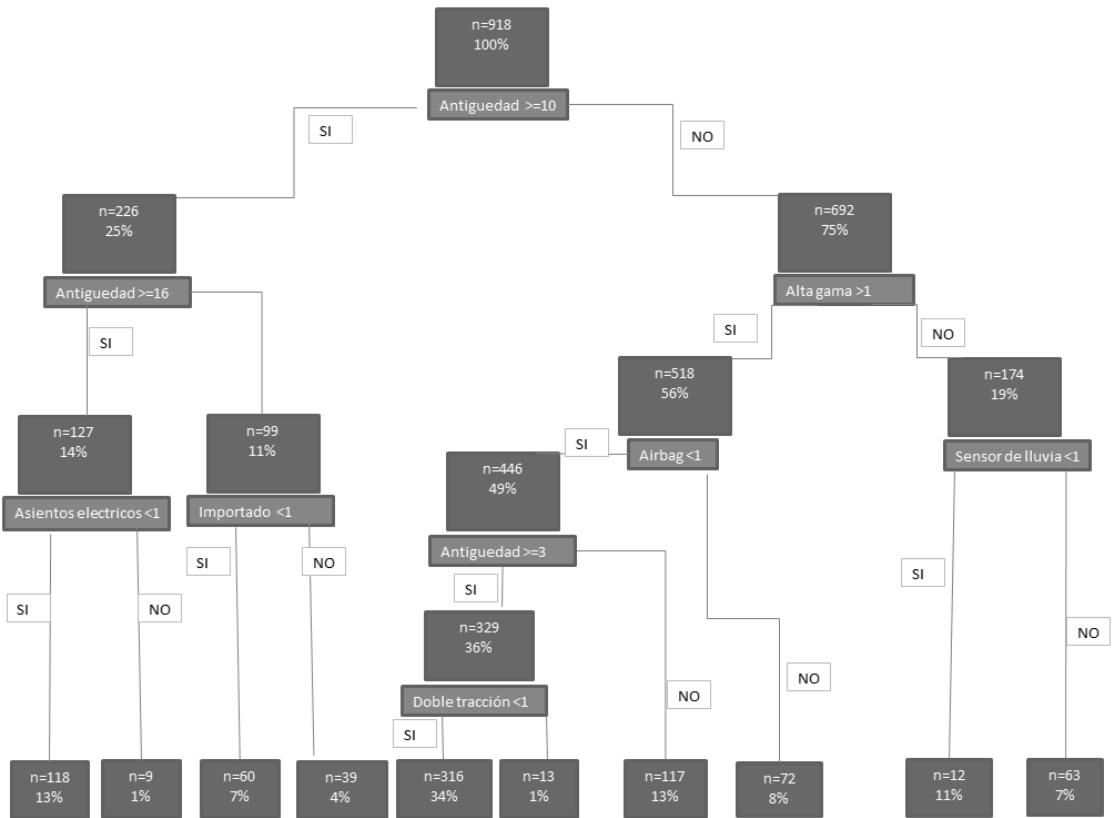 n=918
100%
Antiguedad >=10
SI
NO
n=226
25%
n=692
75%
Antiguedad >=16
Alta gama >1
SI
SI
NO
n=518
56%
n=174
19%
n=127
14%
n=99
11%
SI
Airbag <1
Sensor de lluvia <1
n=446
49%
Asientos electricos <1
Importado <1
Antiguedad >=3
SI
NO
SI
SI
SI
NO
n=329
36%
NO
NO
NO
Doble tracción <1
SI
n=118
13%
n=9
1%
n=60
7%
n=39
4%
n=316
34%
n=13
1%
n=117
13%
n=72
8%
n=12
11%
n=63
7%